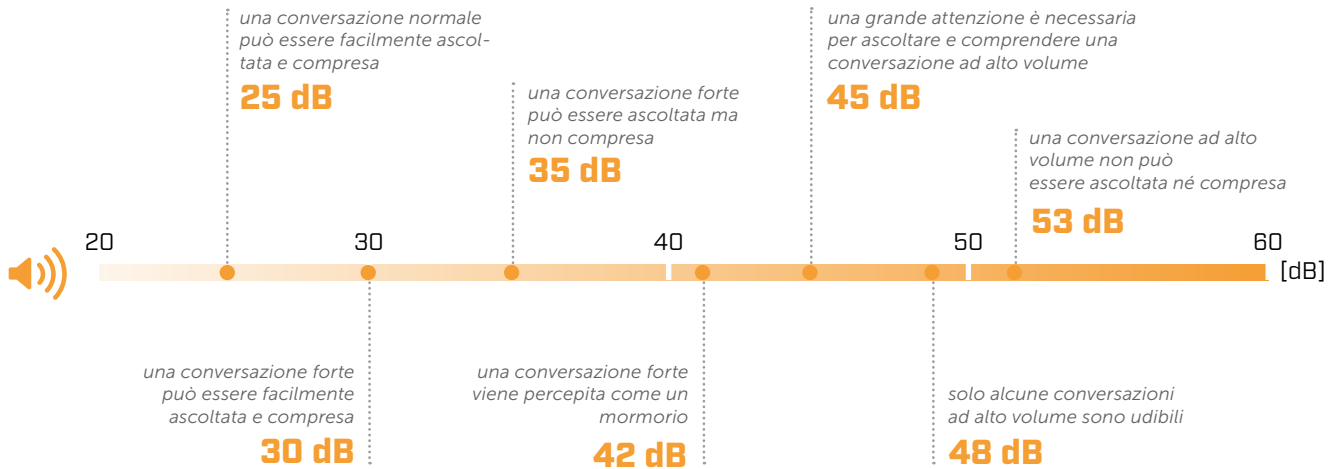 una conversazione normale
può essere facilmente ascol-
tata e compresa
25 dB
una conversazione forte
può essere ascoltata ma
non compresa
35 dB
una grande attenzione è necessaria
per ascoltare e comprendere una
conversazione ad alto volume
45 dB
una conversazione ad alto
volume non può
essere ascoltata né compresa
53 dB
20 30 40 50 60
[dB]
una conversazione forte
può essere facilmente
ascoltata e compresa
30 dB
una conversazione forte
viene percepita come un
mormorio
42 dB
solo alcune conversazioni
ad alto volume sono udibili
48 dB